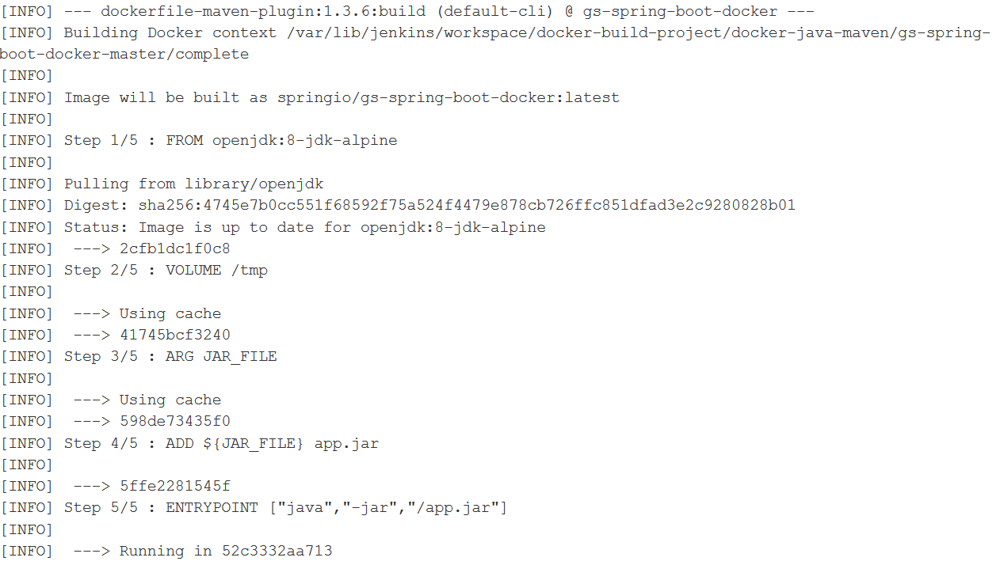 [INFO] --- dockerfile-maven-plugin:1.3.6:build (default-cli) @ gs-spring-boot-docker ---
[INFO] Building Docker context /var/lib/jenkins/workspace/docker-build-project/docker-java-maven/gs-spring-
boot-docker-master/complete
[INFO]
[INFO] Image will be built as springio/gs-spring-boot-docker:latest
[INFO]
[INFO] Step 1/5 : FROM openjdk:8-jdk-alpine
[INFO]
[INFO] Pulling from library/openjdk
[INFO] Digest: sha256:4745e7b0cc551f68592f75a524f4479e878cb726ffc851dfad3e2c9280828b01
[INFO] Status: Image is up to date for openjdk:8-jdk-alpine
[INFO]  ---> 2cfb1dc1f0c8
[INFO] Step 2/5 : VOLUME /tmp
[INFO]
[INFO]  ---> Using cache
[INFO]  ---> 41745bcf3240
[INFO] Step 3/5 : ARG JAR_FILE
[INFO]
[INFO]  ---> Using cache
[INFO]  ---> 598de73435f0
[INFO] Step 4/5 : ADD ${JAR_FILE} app.jar
[INFO]
[INFO]  ---> 5ffe2281545f
[INFO] Step 5/5 : ENTRYPOINT ["java","-jar","/app.jar"]
[INFO]
[INFO]  ---> Running in 52c3332aa713